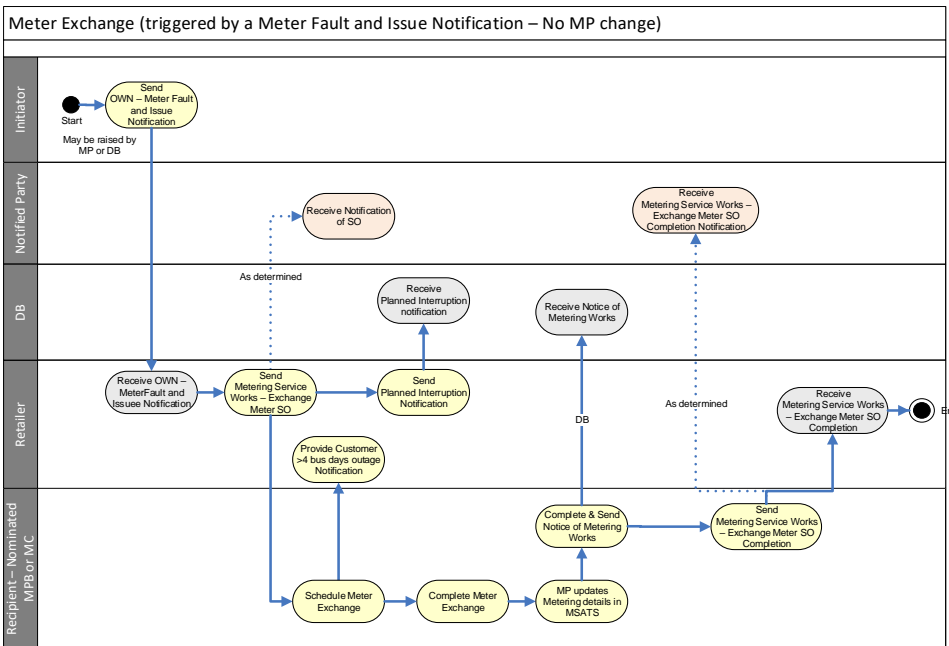 Meter Exchange (triggered by a Meter Fault and Issue Notification – No MP change)
Initiator
Start
Send
OWN – Meter Fault
and Issue
Notification
May be raised by
MP or DB
Notified Party
Receive Notification
of SO
Receive
Metering Service Works –
Exchange Meter SO
Completion Notification
As determined
DB
Receive
Planned Interruption
notification
Receive Notice of
Metering Works
Retailer
Receive OWN –
MeterFault and
Issuee Notification
Send
Metering Service
Works – Exchange
Meter SO
Send
Planned Interruption
Notification
DB
As determined
Receive
Metering Service Works
– Exchange Meter SO
Completion
Provide Customer
>4 bus days outage
Notification
Recipient – Nominated
MPB or MC
Complete & Send
Notice of Metering
Works
Send
Metering Service Works
– Exchange Meter SO
Completion
Schedule Meter
Exchange
Complete Meter
Exchange
MP updates
Metering details in
MSATS